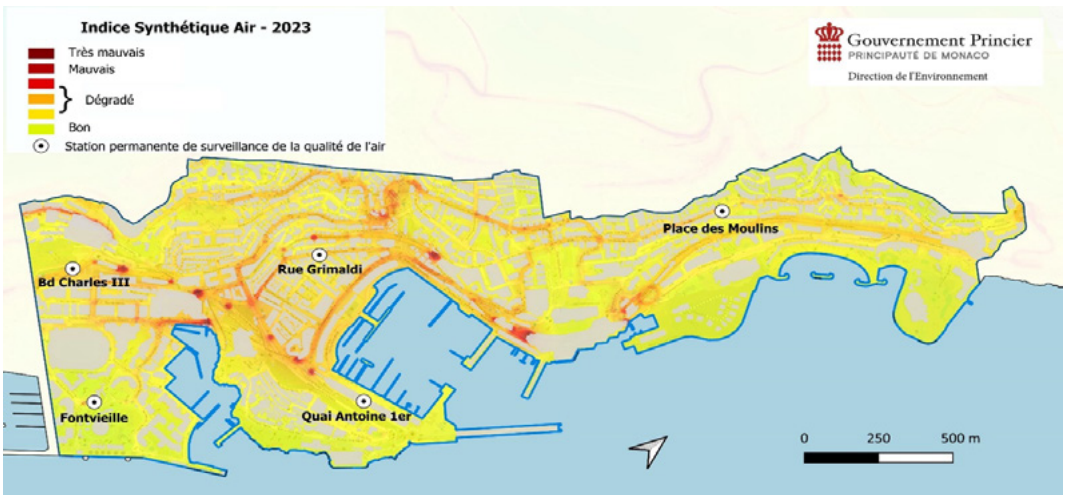 Indice Synthétique Air - 2023
Très mauvais
Mauvais
Dégradé
Bon
Station permanente de surveillance de la qualité de l'air
Gouvernement Princier
PRINCIPAUTÉ DE MONACO
Direction de l'Environnement
Place des Moulins
Rue Grimaldi
Bd Charles III
Fontvieille
Quai Antoine 1er
0 250 500 m